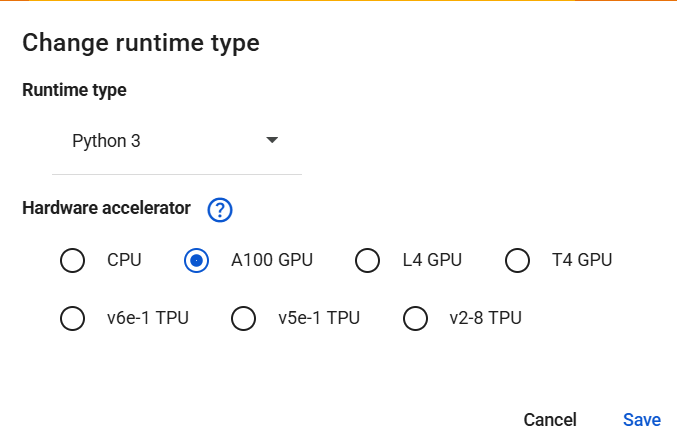 Change runtime type
Runtime type
Python 3
Hardware accelerator ?
CPU A100 GPU L4 GPU T4 GPU
v6e-1 TPU v5e-1 TPU v2-8 TPU
Cancel Save